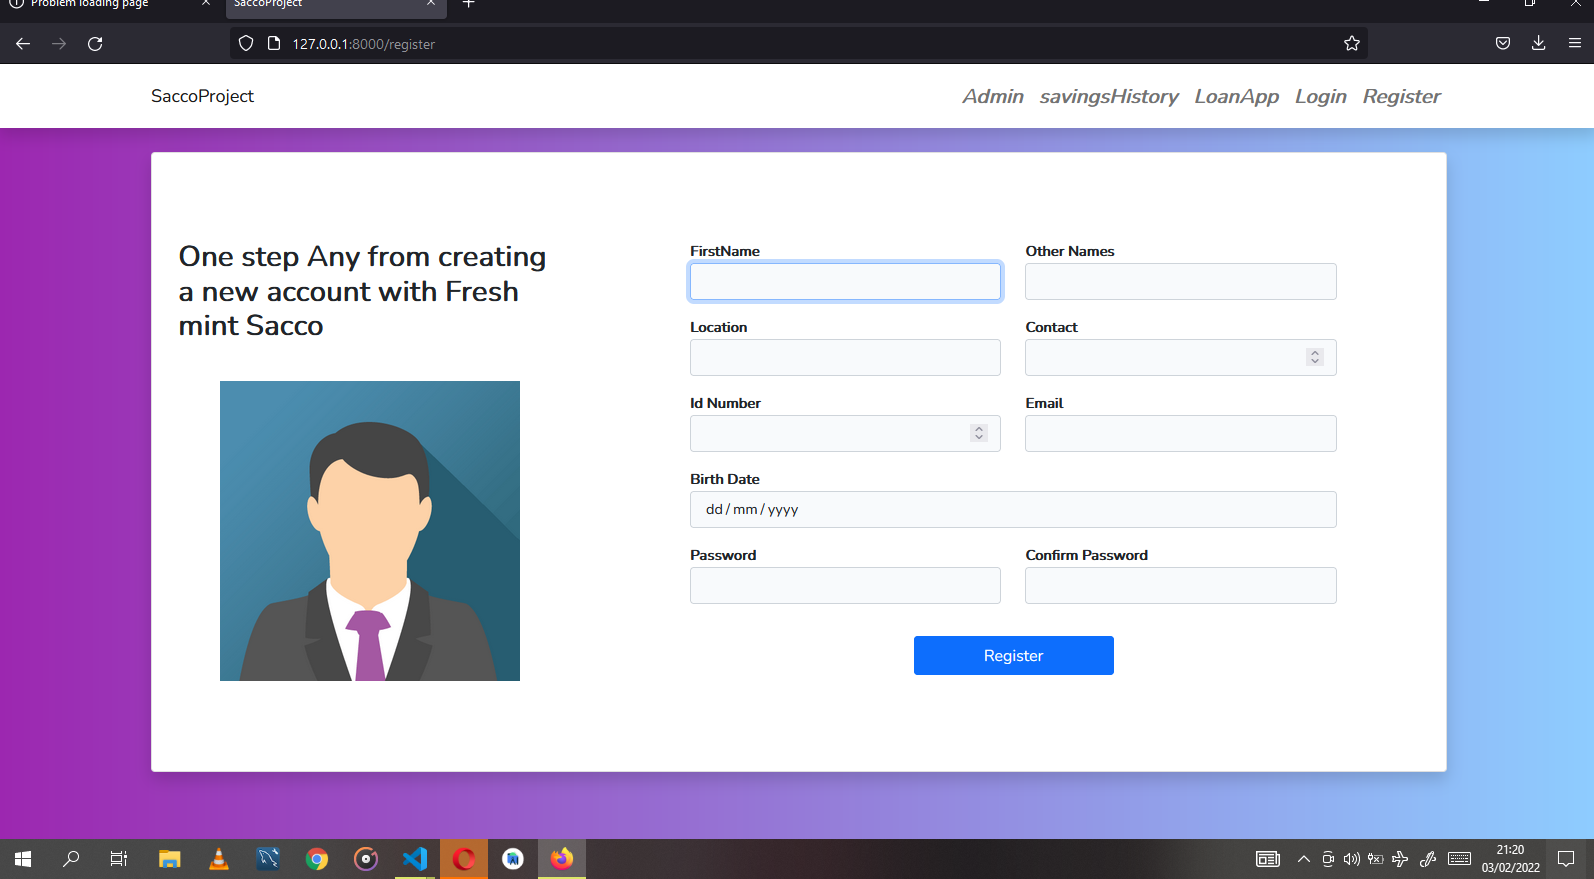 Problem loading page
SaccoProject
127.0.0.1:8000/register
SaccoProject
Admin savingsHistory LoanApp Login Register
One step Any from creating
a new account with Fresh
mint Sacco
FirstName
Other Names
Location
Contact
Id Number
Email
Birth Date
dd / mm / yyyy
Password
Confirm Password
Register
21:20
03/02/2022